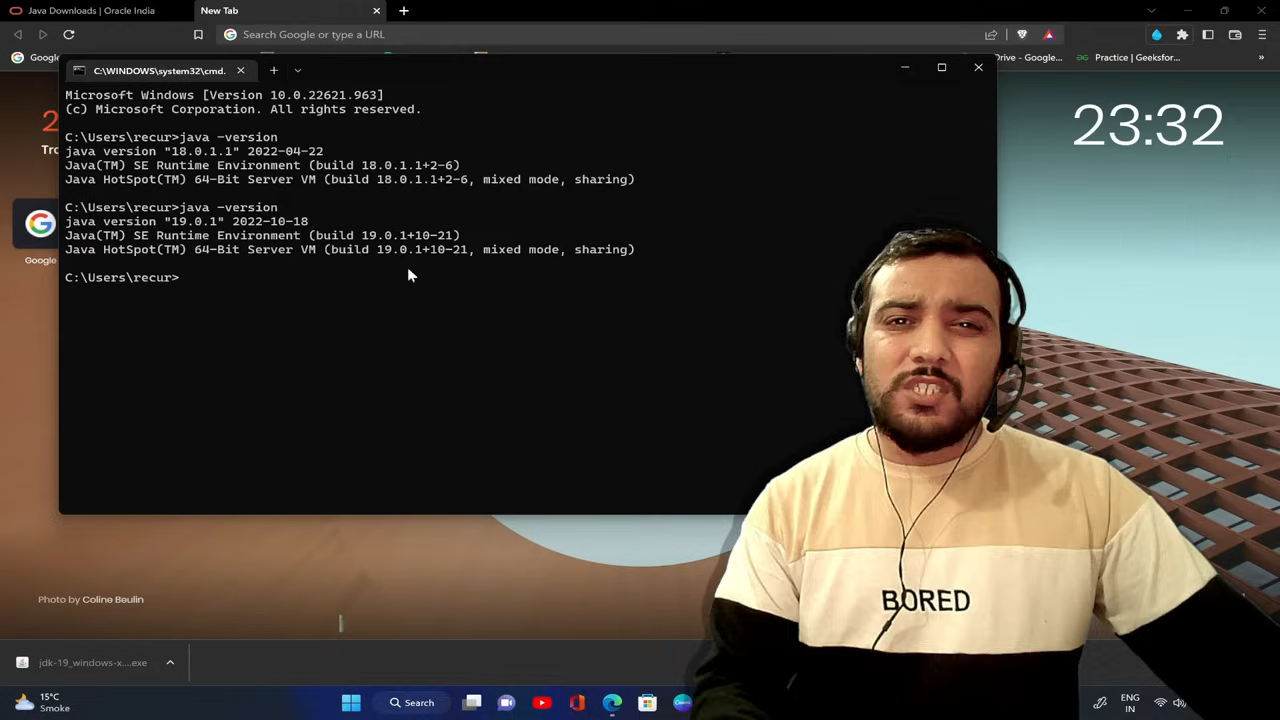 Java Downloads | Oracle India
New Tab
Search Google or type a URL
Google
Drive - Google...
Practice | Geeksfor...
C:\WINDOWS\system32\cmd.
Microsoft Windows [Version 10.0.22621.963]
(c) Microsoft Corporation. All rights reserved.
C:\Users\recur>java -version
java version "18.0.1.1" 2022-04-22
Java(TM) SE Runtime Environment (build 18.0.1.1+2-6)
Java HotSpot(TM) 64-Bit Server VM (build 18.0.1.1+2-6, mixed mode, sharing)
C:\Users\recur>java -version
java version "19.0.1" 2022-10-18
Java(TM) SE Runtime Environment (build 19.0.1+10-21)
Java HotSpot(TM) 64-Bit Server VM (build 19.0.1+10-21, mixed mode, sharing)
C:\Users\recur>
23:32
Google
BORED
Photo by Coline Beulin
jdk-19_windows-x....exe
15°C
Smoke
Search
ENG
IN